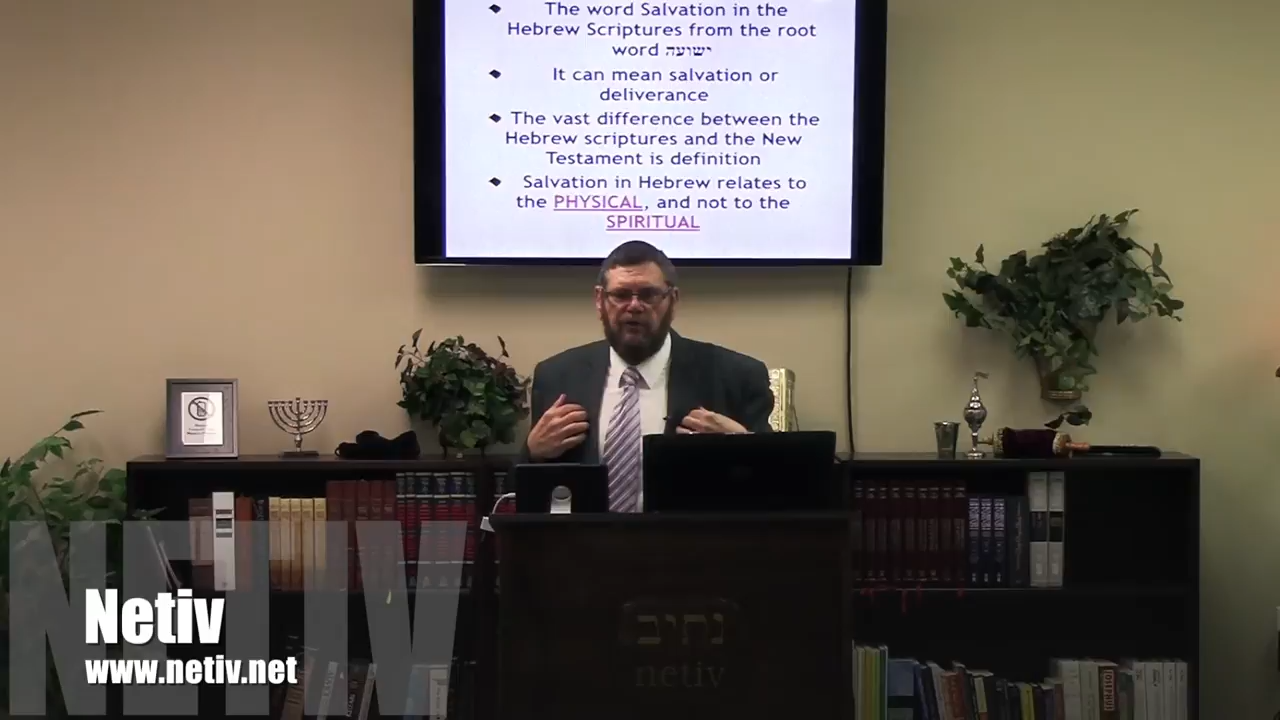 The word Salvation in the
Hebrew Scriptures from the root
word ישועה
It can mean salvation or
deliverance
The vast difference between the
Hebrew scriptures and the New
Testament is definition
Salvation in Hebrew relates to
the PHYSICAL, and not to the
SPIRITUAL
NETIV
Netiv
www.netiv.net
נתיב
netiv